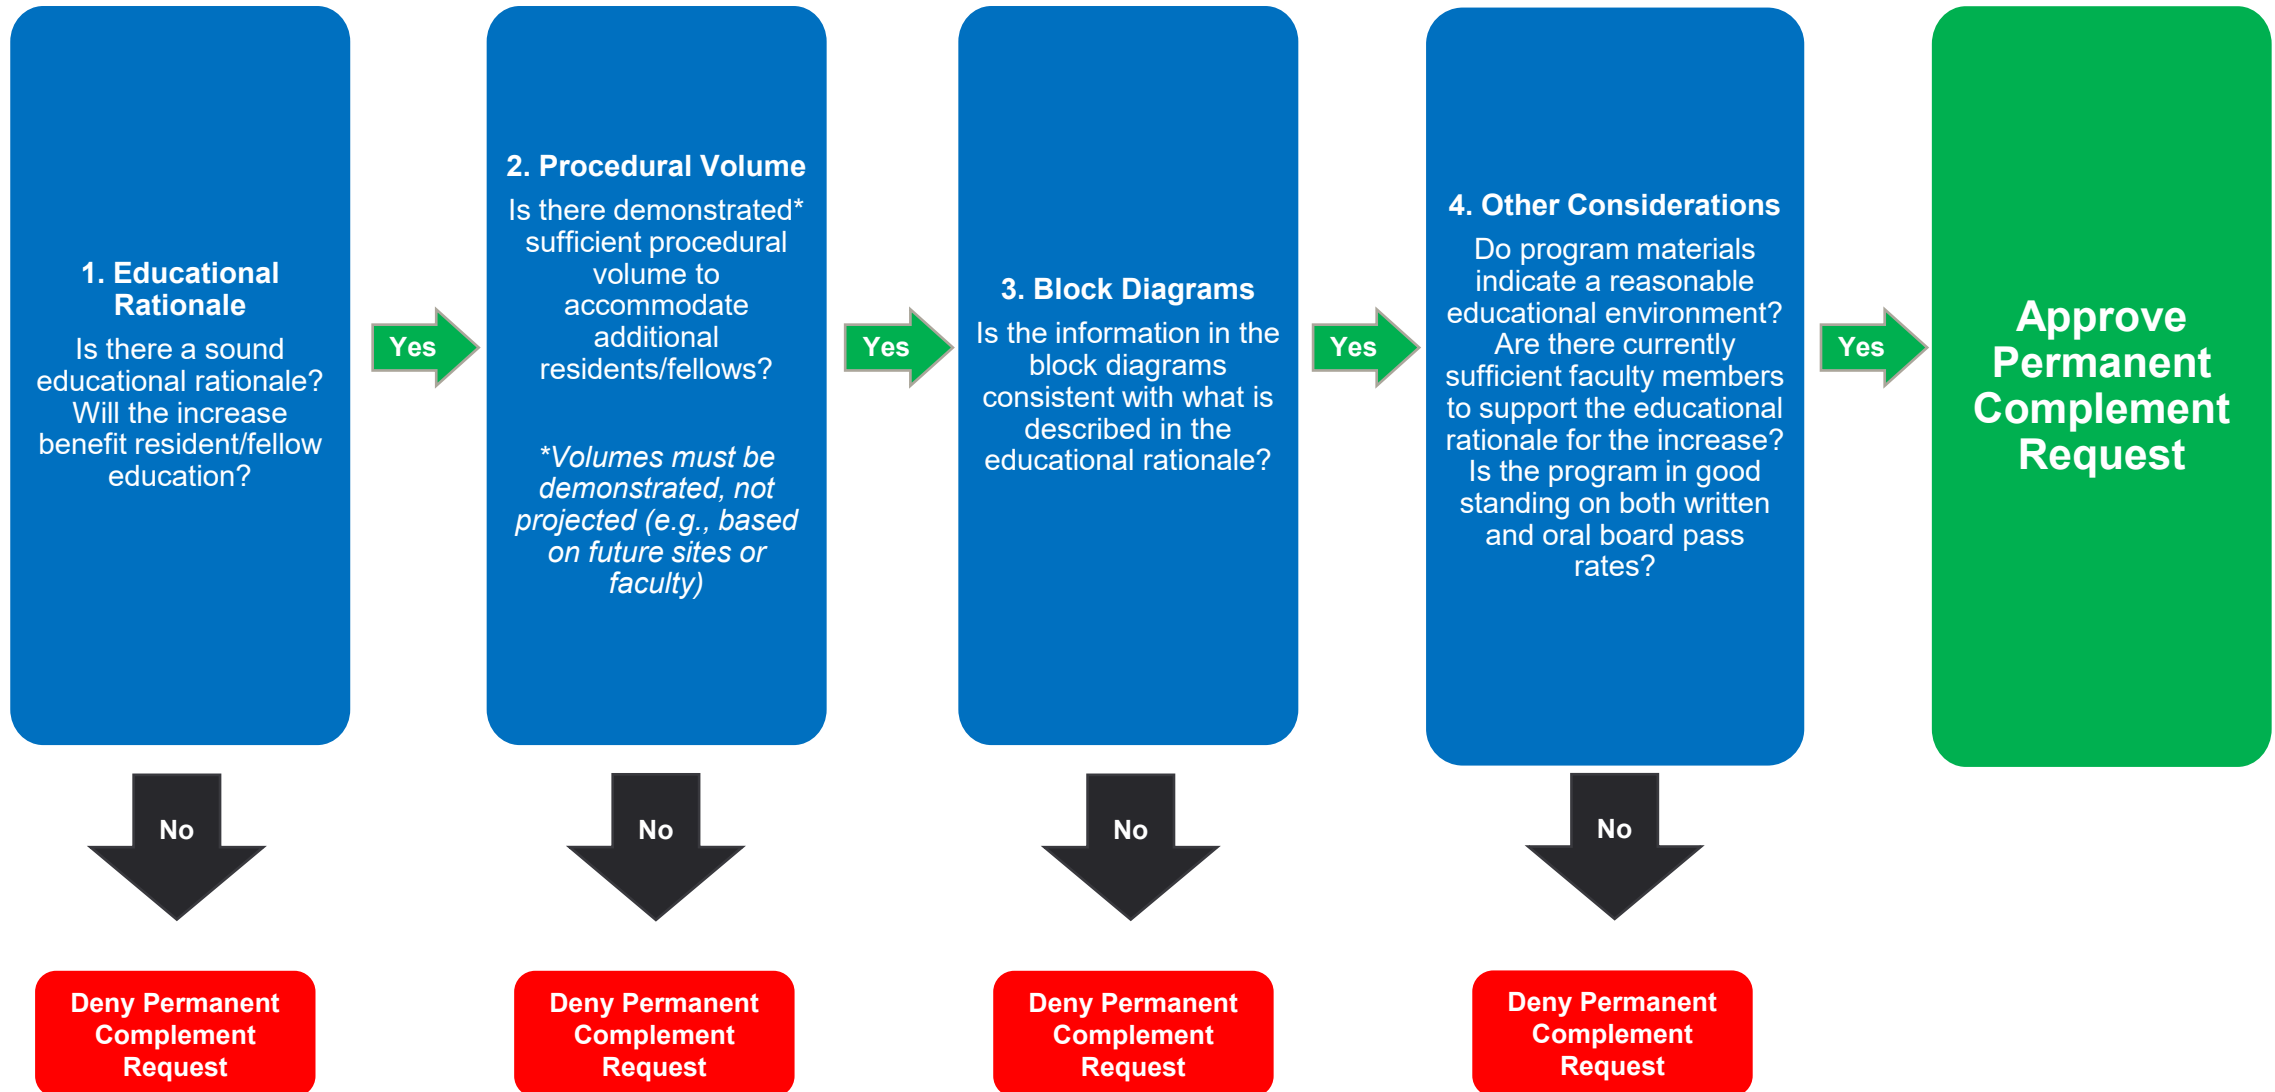 1. Educational
Rationale
Is there a sound
educational rationale?
Will the increase
benefit resident/fellow
education?
Yes
2. Procedural Volume
Is there demonstrated*
sufficient procedural
volume to
accommodate
additional
residents/fellows?
*Volumes must be
demonstrated, not
projected (e.g., based
on future sites or
faculty)
Yes
3. Block Diagrams
Is the information in the
block diagrams
consistent with what is
described in the
educational rationale?
Yes
4. Other Considerations
Do program materials
indicate a reasonable
educational environment?
Are there currently
sufficient faculty members
to support the educational
rationale for the increase?
Is the program in good
standing on both written
and oral board pass
rates?
Yes
Approve
Permanent
Complement
Request
No
No
No
No
Deny Permanent
Complement
Request
Deny Permanent
Complement
Request
Deny Permanent
Complement
Request
Deny Permanent
Complement
Request